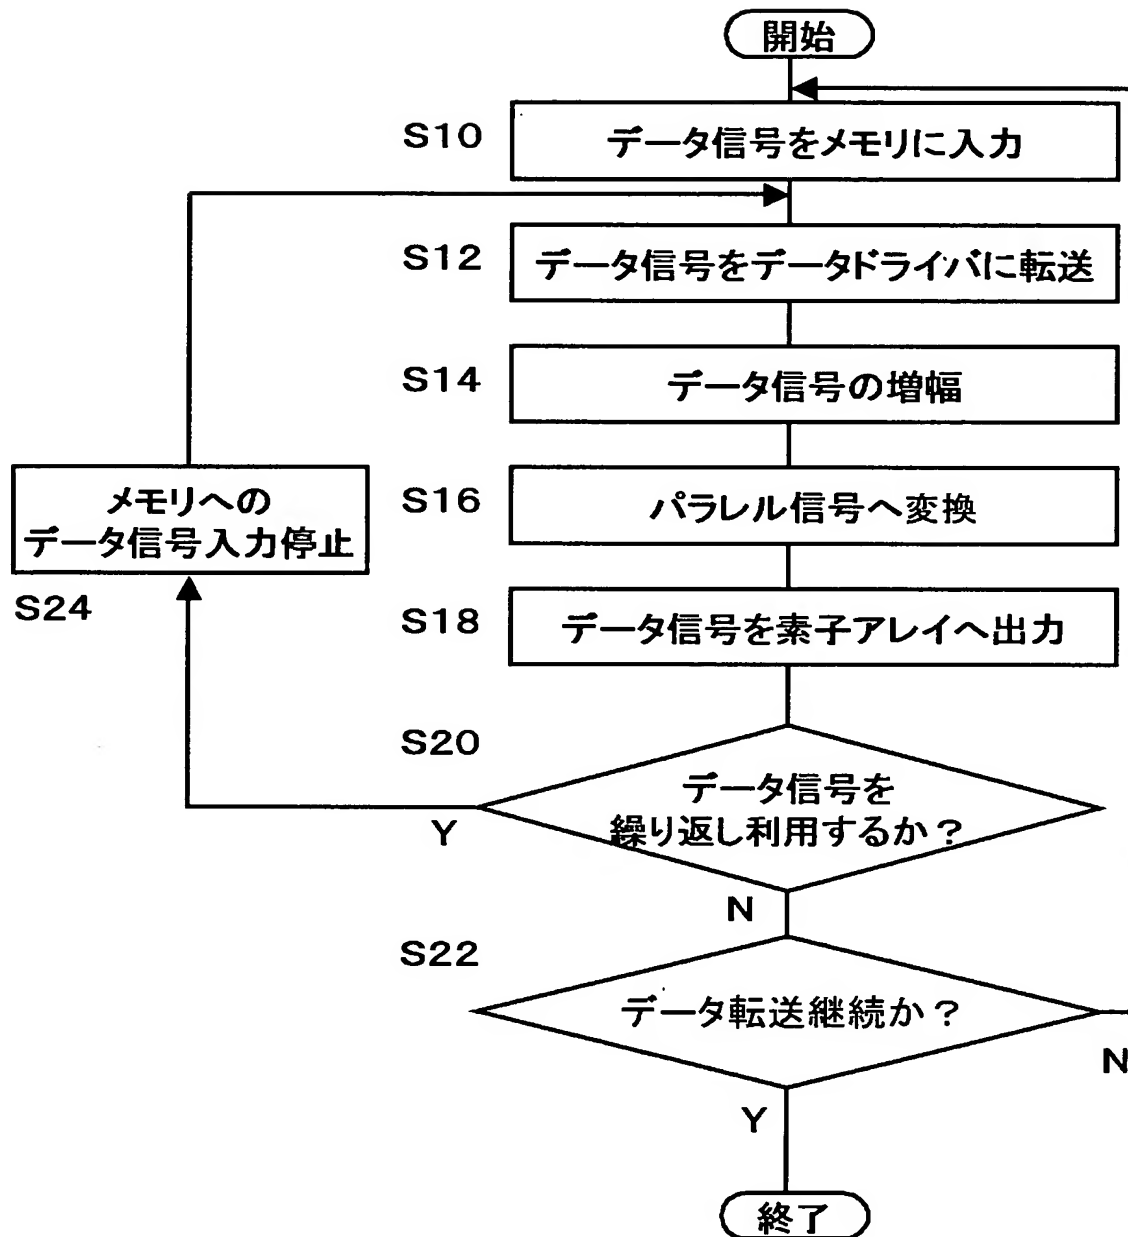 開始
S10
データ信号をメモリに入力
S12
データ信号をデータドライバに転送
S14
データ信号の増幅
メモリへの
データ信号入力停止
S24
S16
パラレル信号へ変換
S18
データ信号を素子アレイへ出力
S20
データ信号を
繰り返し利用するか？
Y
N
S22
データ転送継続か？
N
Y
終了